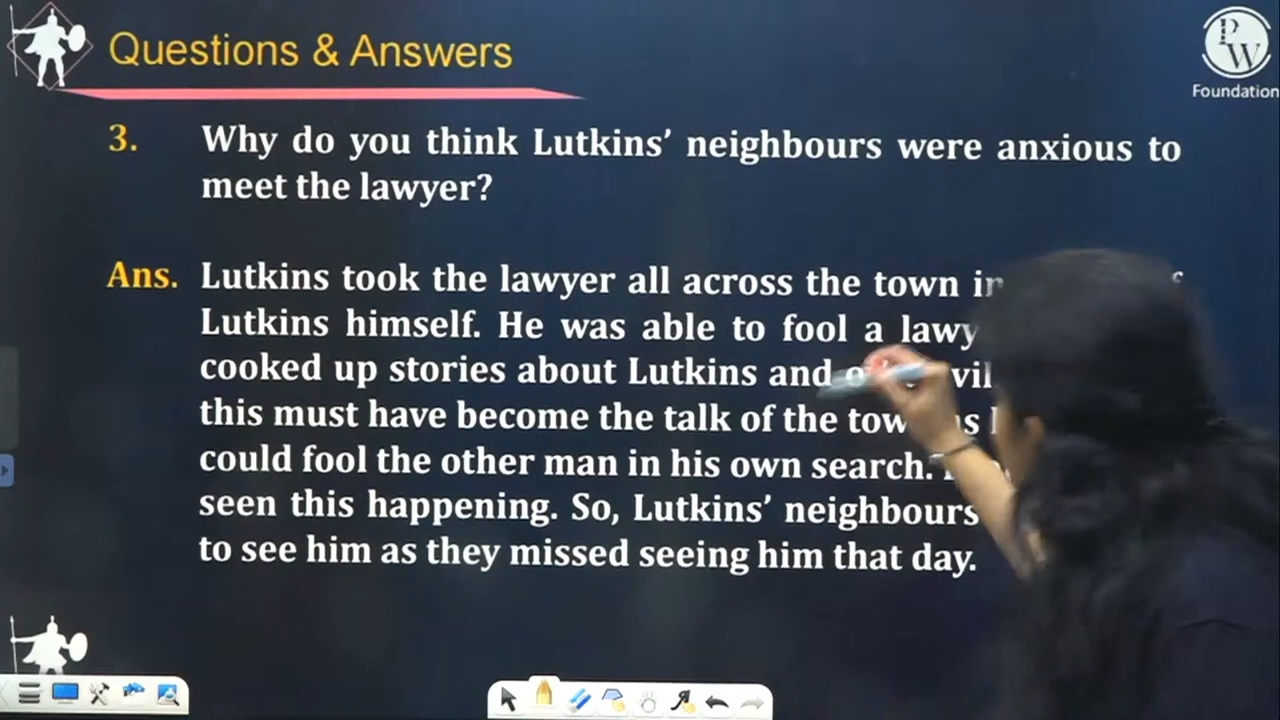 Questions & Answers
PW
Foundation
3. Why do you think Lutkins’ neighbours were anxious to
meet the lawyer?
Ans. Lutkins took the lawyer all across the town
Lutkins himself. He was able to fool a
cooked up stories about Lutkins and
this must have become the talk of the
could fool the other man in his own search.
seen this happening. So, Lutkins’ neighbours
to see him as they missed seeing him that day.